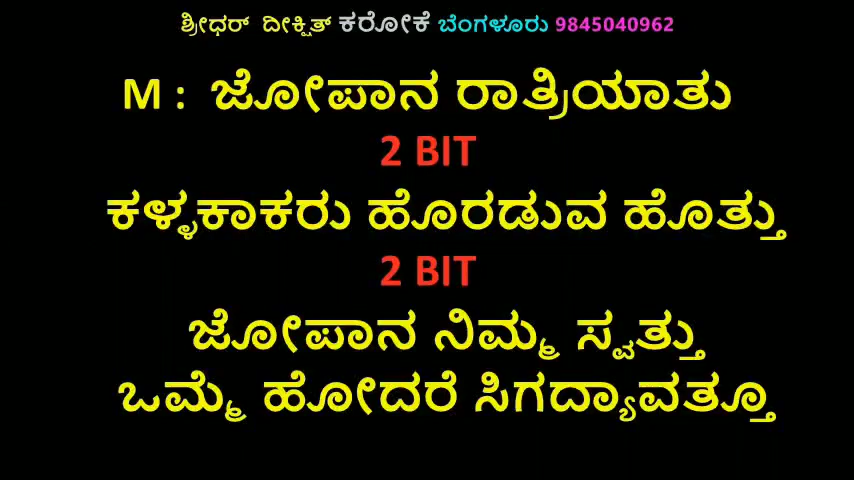 ಶ್ರೀಧರ್ ದೀಕ್ಷಿತ್ ಕರೋಕೆ ಬೆಂಗಳೂರು 9845040962
M : ಜೋಪಾನ ರಾತ್ರಿಯಾತು
2 BIT
ಕಳ್ಳಕಾಕರು ಹೊರಡುವ ಹೊತ್ತು
2 BIT
ಜೋಪಾನ ನಿಮ್ಮ ಸ್ವತ್ತು
ಒಮ್ಮೆ ಹೋದರೆ ಸಿಗದ್ಯಾವತ್ತೂ